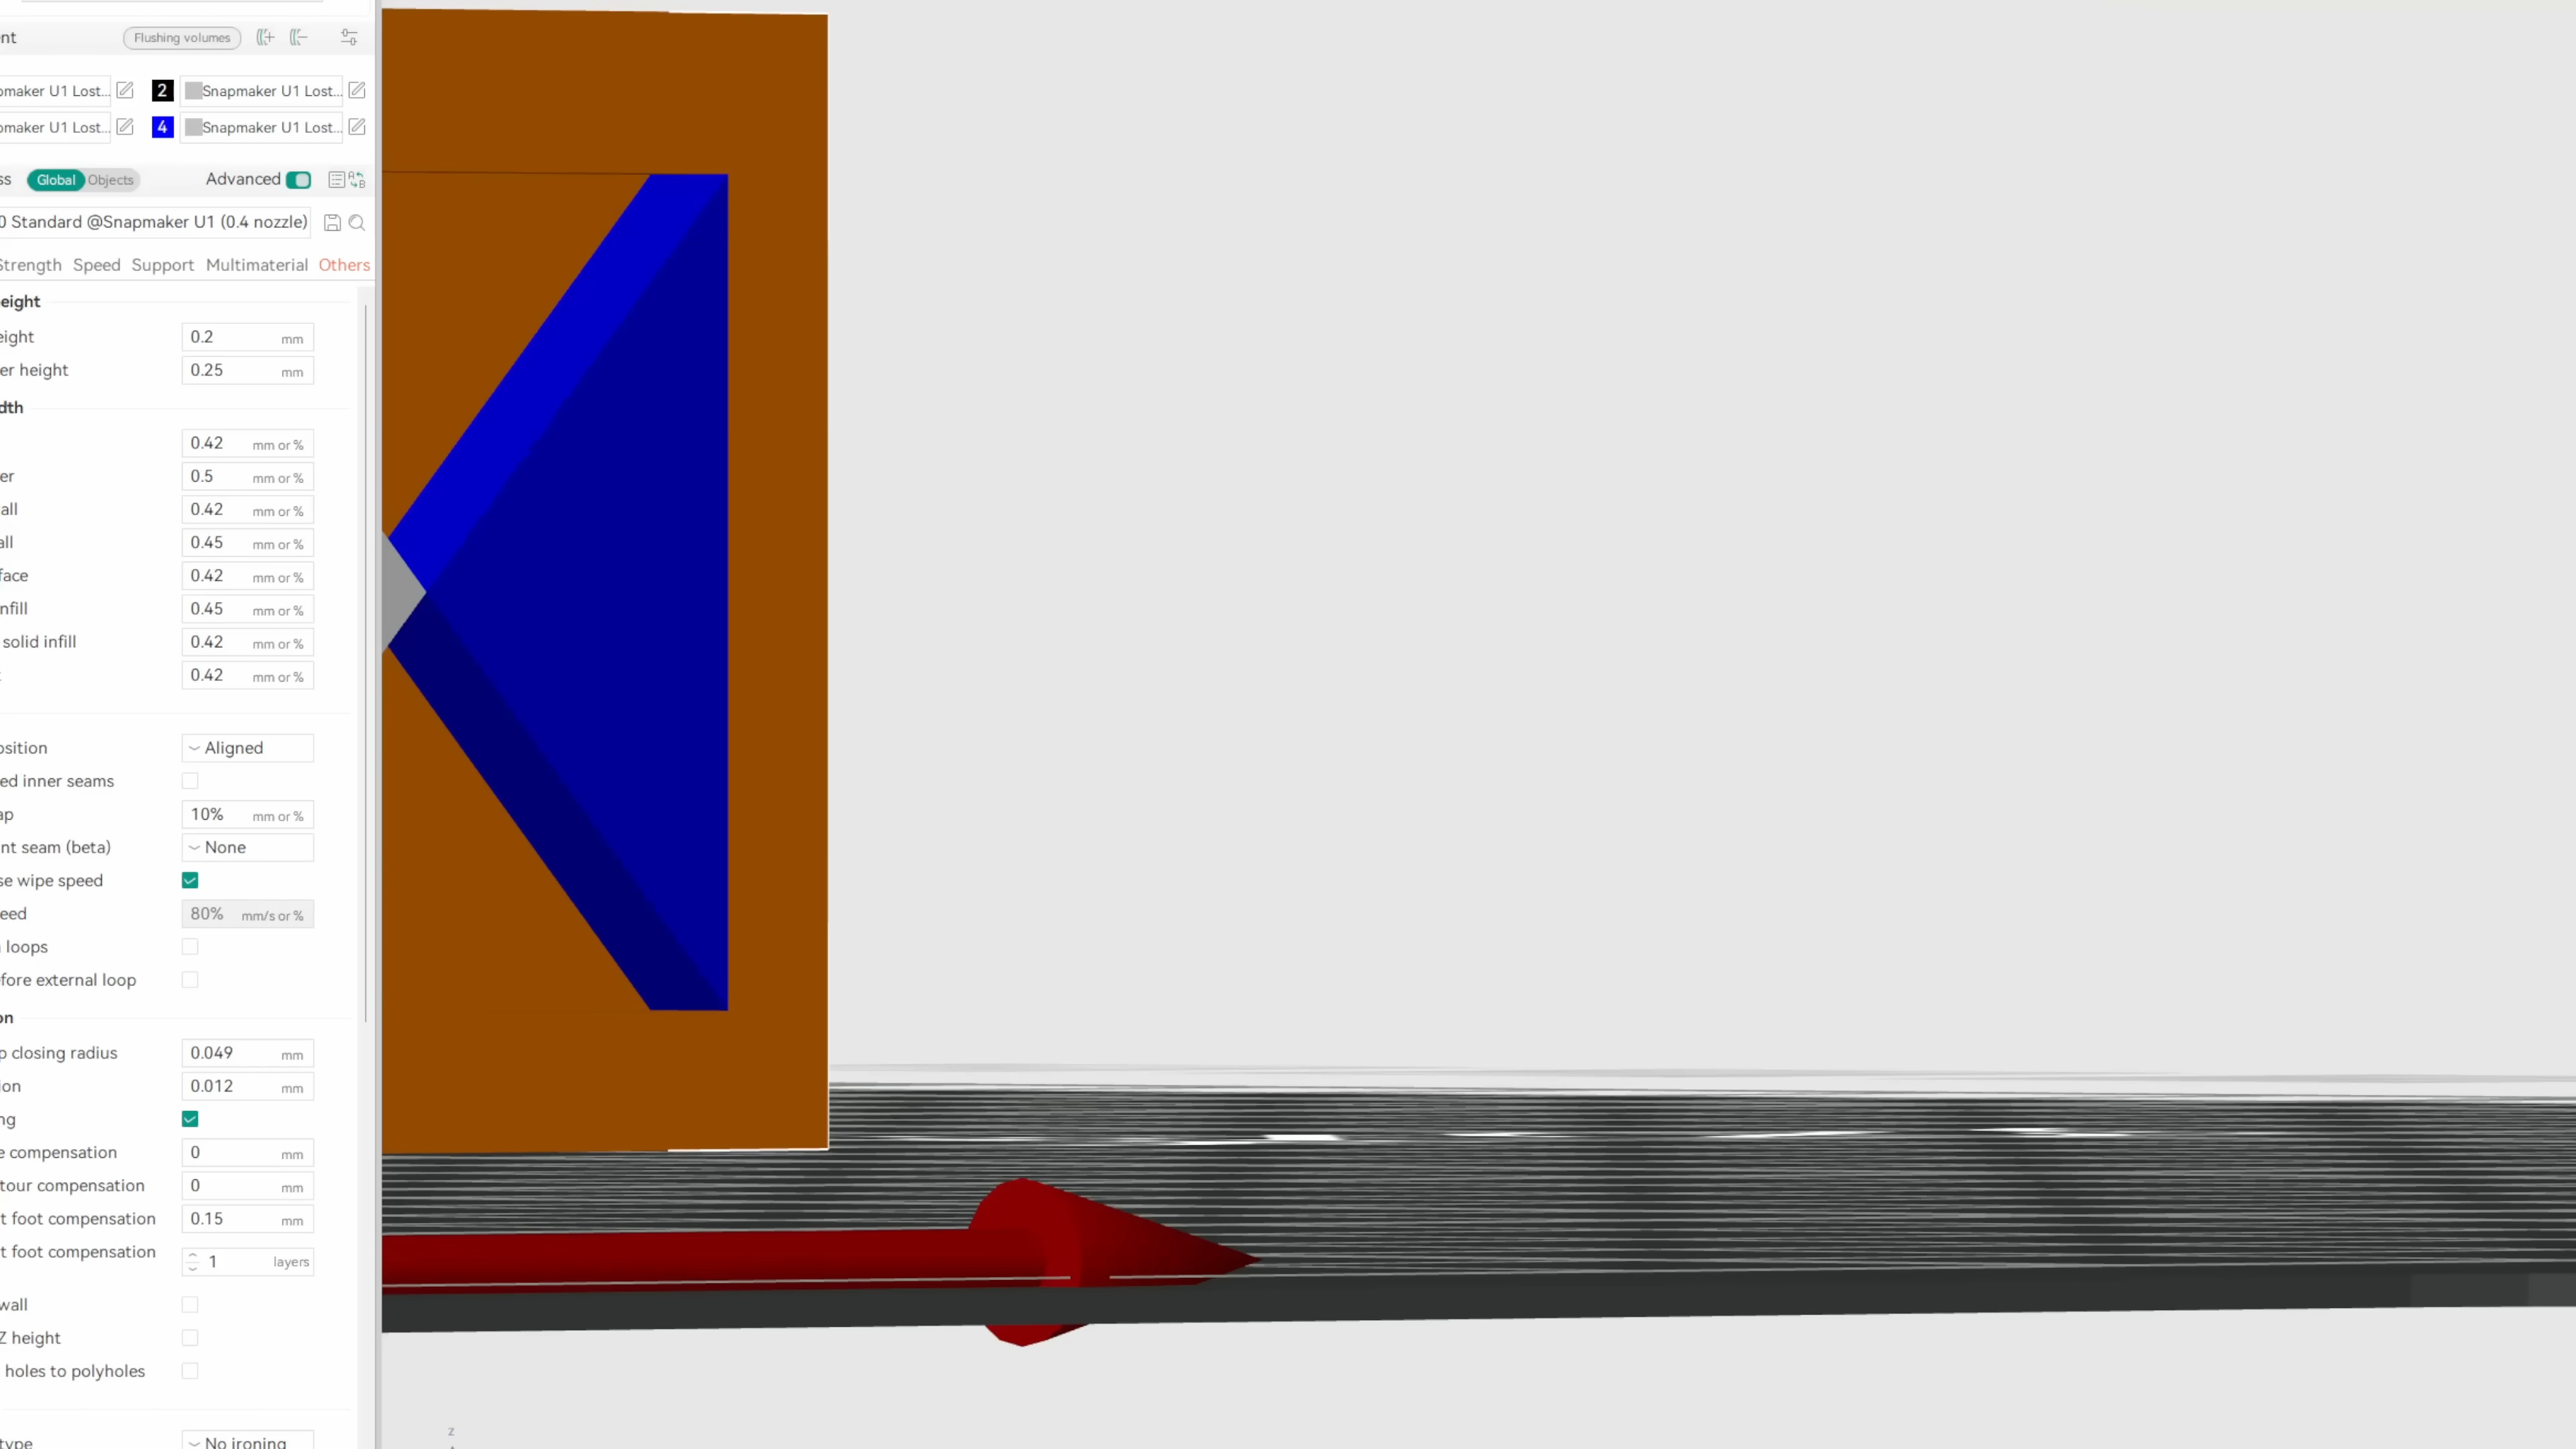 nt Flushing volumes
omaker U1 Lost... 2 Snapmaker U1 Lost...
omaker U1 Lost... 4 Snapmaker U1 Lost...
ss Global Objects Advanced
0 Standard @Snapmaker U1 (0.4 nozzle)
Strength Speed Support Multimaterial Others
eight
eight 0.2 mm
er height 0.25 mm
dth
0.42 mm or %
er 0.5 mm or %
all 0.42 mm or %
all 0.45 mm or %
face 0.42 mm or %
nfill 0.45 mm or %
solid infill 0.42 mm or %
0.42 mm or %
osition Aligned
ed inner seams
ap 10% mm or %
nt seam (beta) None
se wipe speed
eed 80% mm/s or %
loops
fore external loop
on
p closing radius 0.049 mm
ion 0.012 mm
ng
e compensation 0 mm
tour compensation 0 mm
t foot compensation 0.15 mm
t foot compensation 1 layers
wall
Z height
holes to polyholes
type No ironing
z